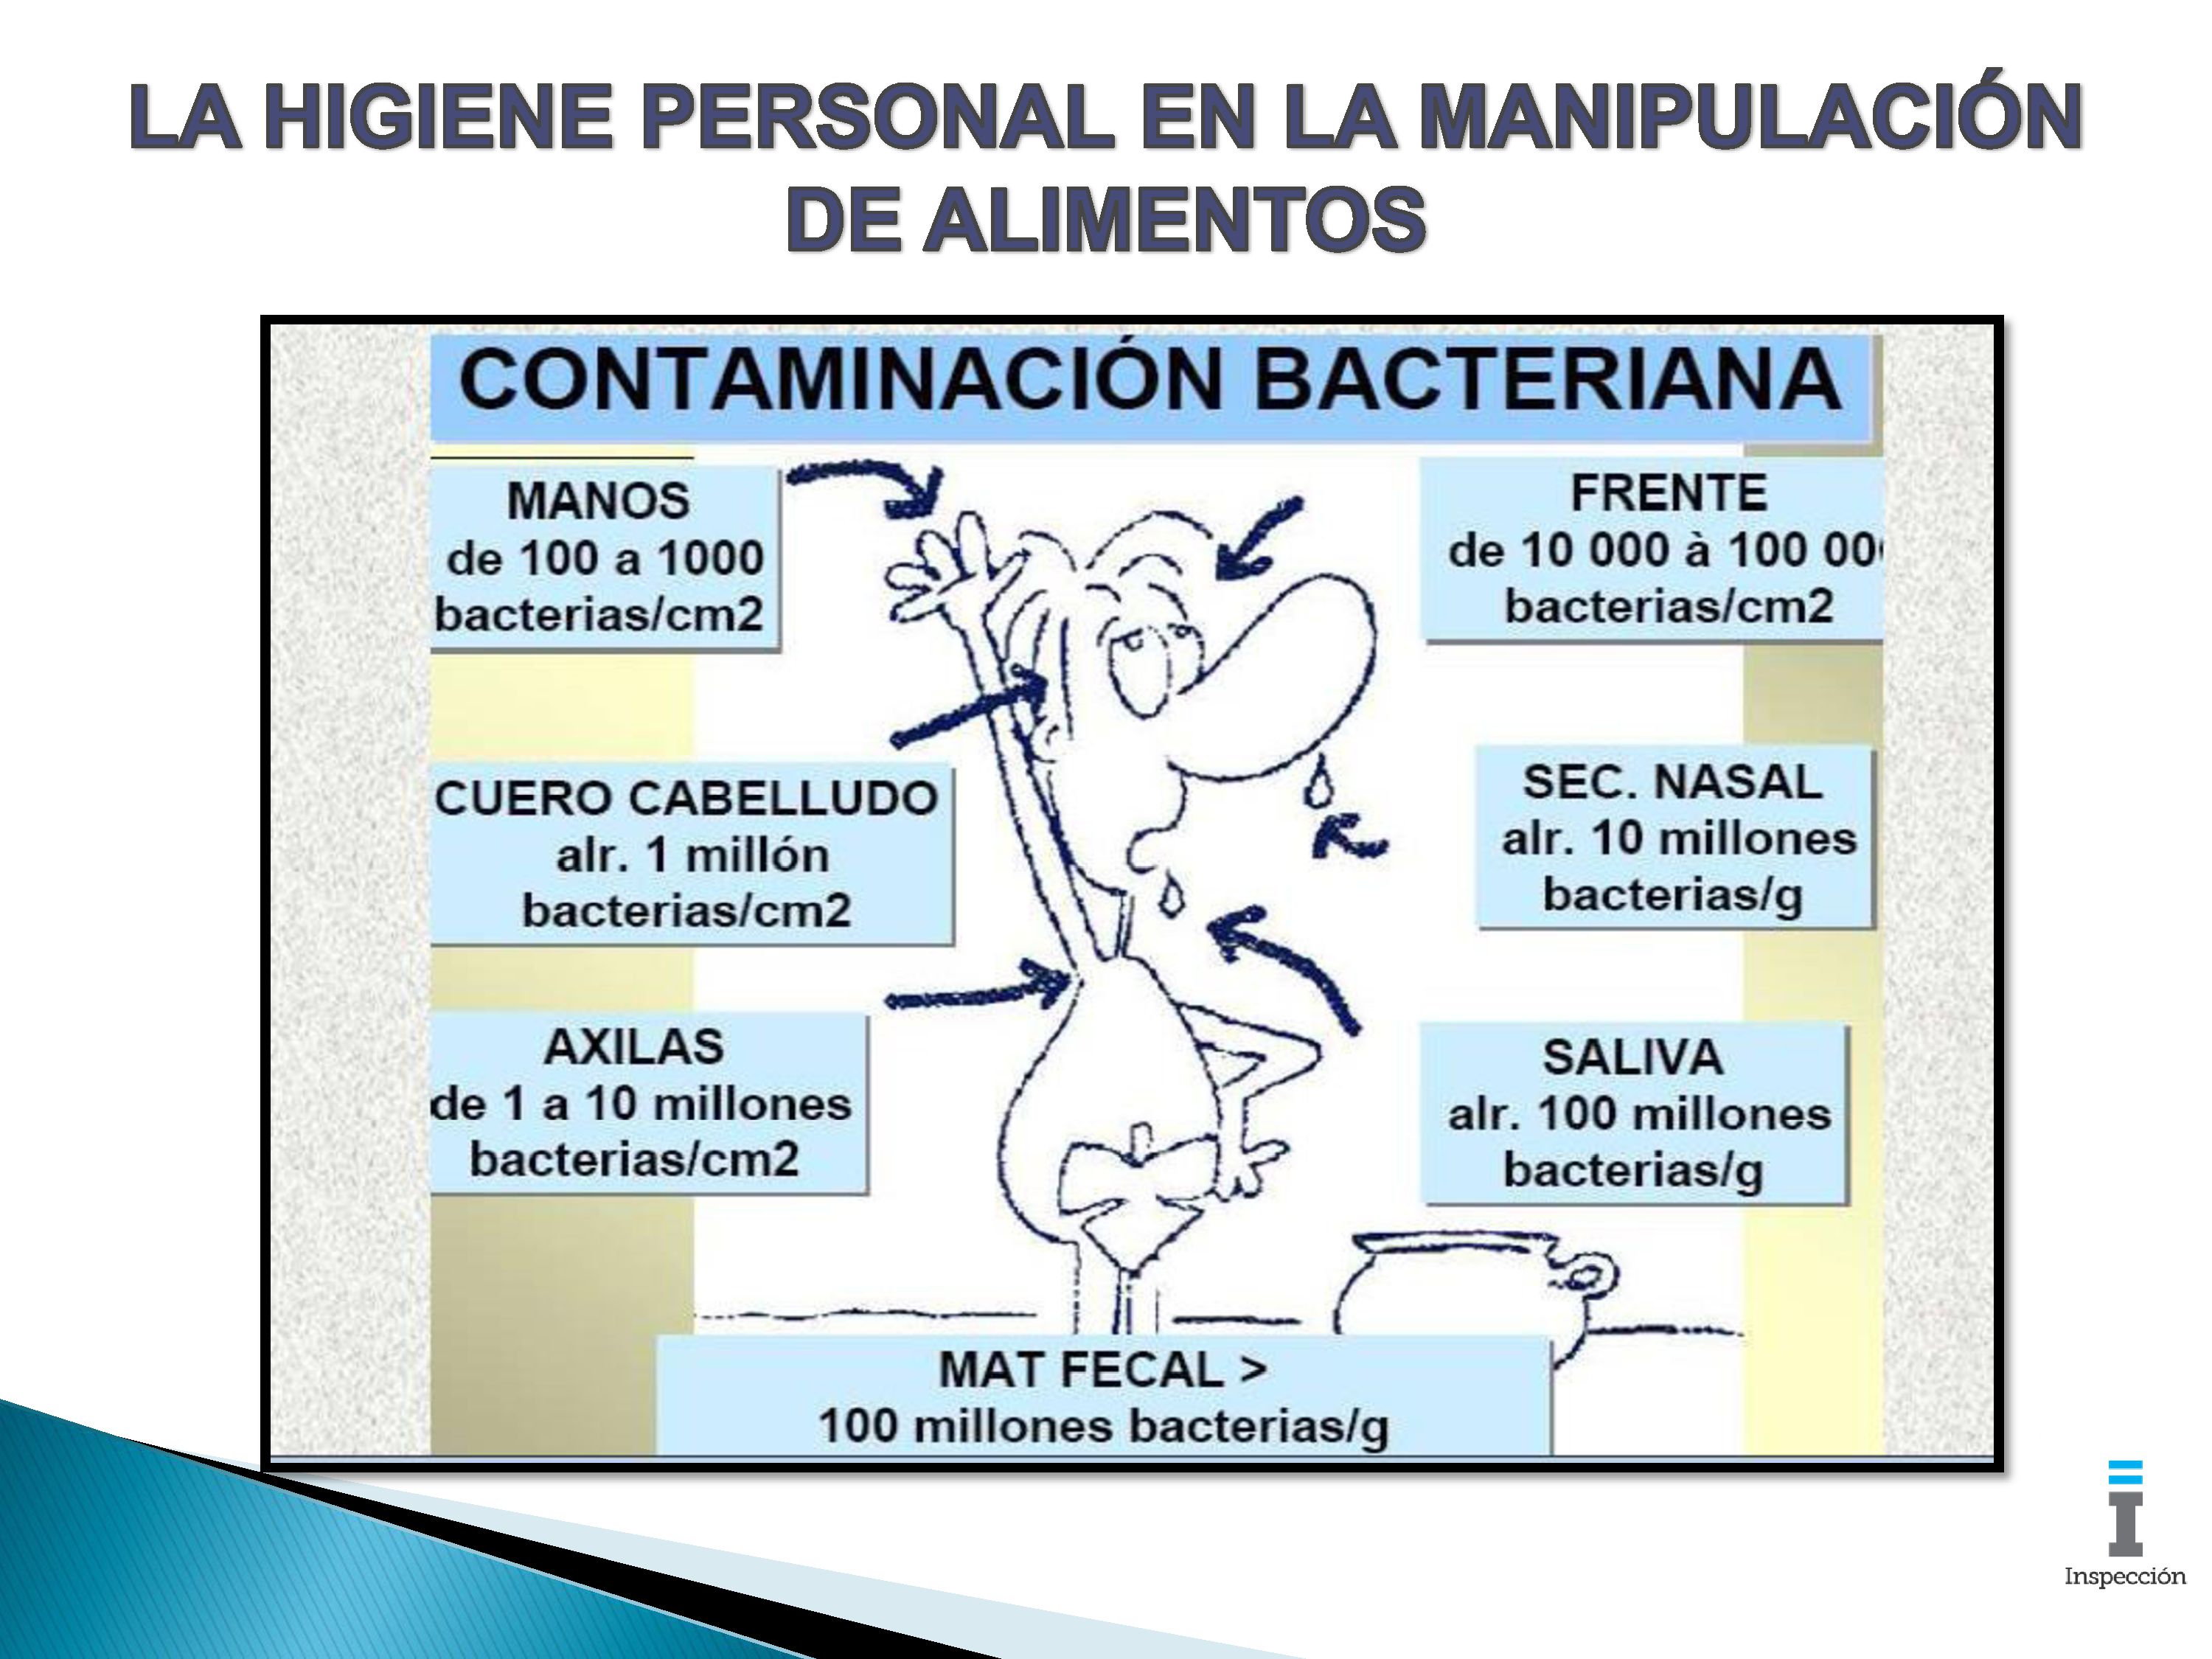 LA HIGIENE PERSONAL EN LA MANIPULACIÓN
DE ALIMENTOS
CONTAMINACIÓN BACTERIANA
MANOS
de 100 a 1000
bacterias/cm2
FRENTE
de 10 000 à 100 00
bacterias/cm2
CUERO CABELLUDO
alr. 1 millón
bacterias/cm2
SEC. NASAL
alr. 10 millones
bacterias/g
AXILAS
de 1 a 10 millones
bacterias/cm2
SALIVA
alr. 100 millones
bacterias/g
MAT FECAL >
100 millones bacterias/g
Inspección